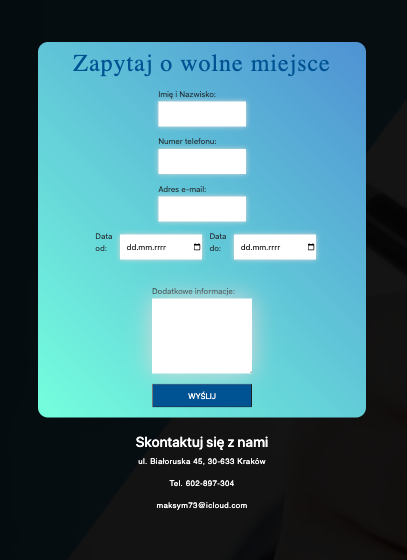 Zapytaj o wolne miejsce
Imię i Nazwisko:
Numer telefonu:
Adres e-mail:
Data od:
dd.mm.rrrr
Data do:
dd.mm.rrrr
Dodatkowe informacje:
WYŚLIJ
Skontaktuj się z nami
ul. Białoruska 45, 30-633 Kraków
Tel. 602-897-304
maksym73@icloud.com